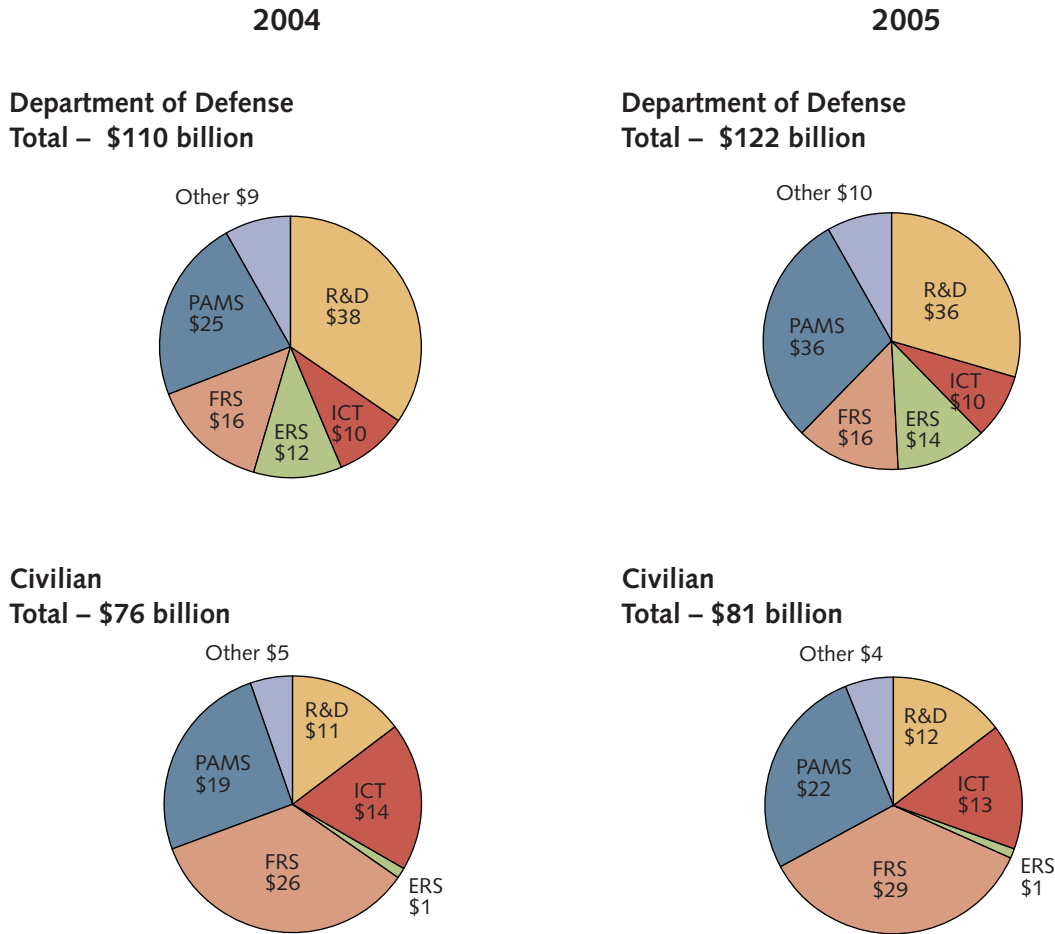 2004
2005
Department of Defense
Total – $110 billion
Department of Defense
Total – $122 billion
Other $9
R&D
$38
ICT
$10
ERS
$12
FRS
$16
PAMS
$25
Other $10
R&D
$36
ICT
$10
ERS
$14
FRS
$16
PAMS
$36
Civilian
Total – $76 billion
Civilian
Total – $81 billion
Other $5
R&D
$11
ICT
$14
ERS
$1
FRS
$26
PAMS
$19
Other $4
R&D
$12
ICT
$13
ERS
$1
FRS
$29
PAMS
$22